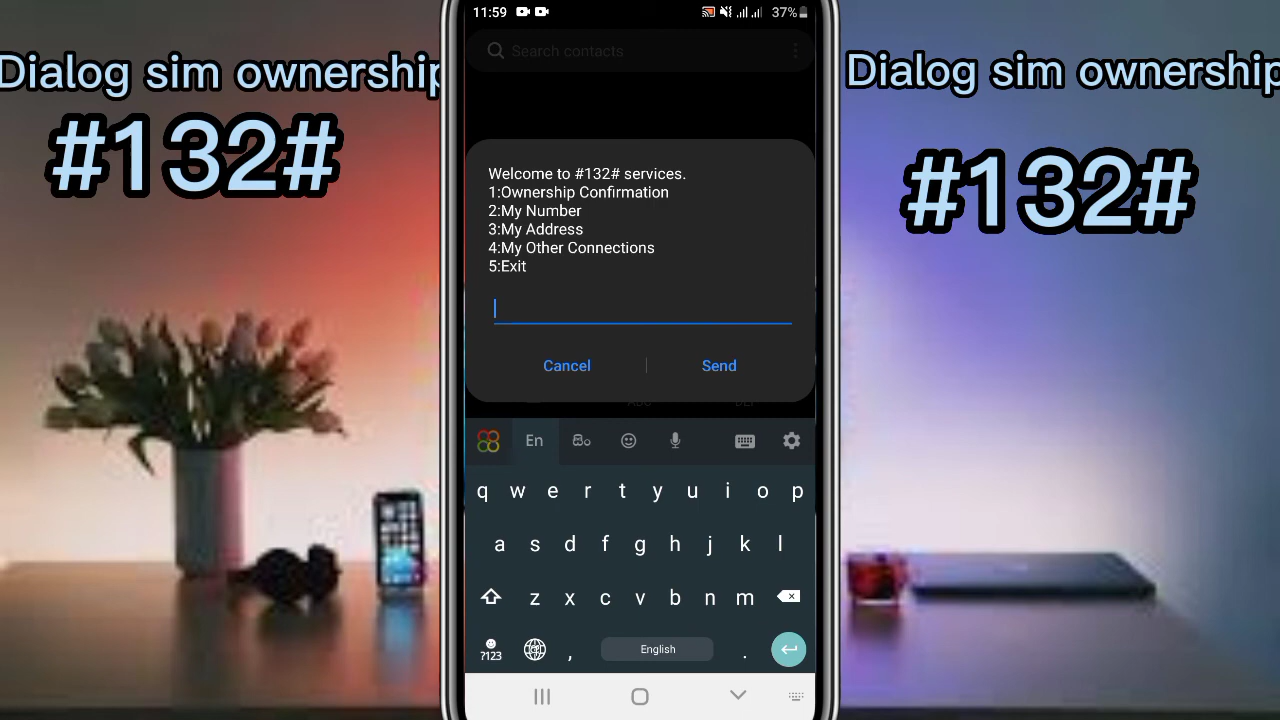 Dialog sim ownership
#132#
Dialog sim ownership
#132#
11:59
37%
Search contacts
Welcome to #132# services.
1:Ownership Confirmation
2:My Number
3:My Address
4:My Other Connections
5:Exit
Cancel
Send
En සිං
q w e r t y u i o p
a s d f g h j k l
z x c v b n m
?123 , English .